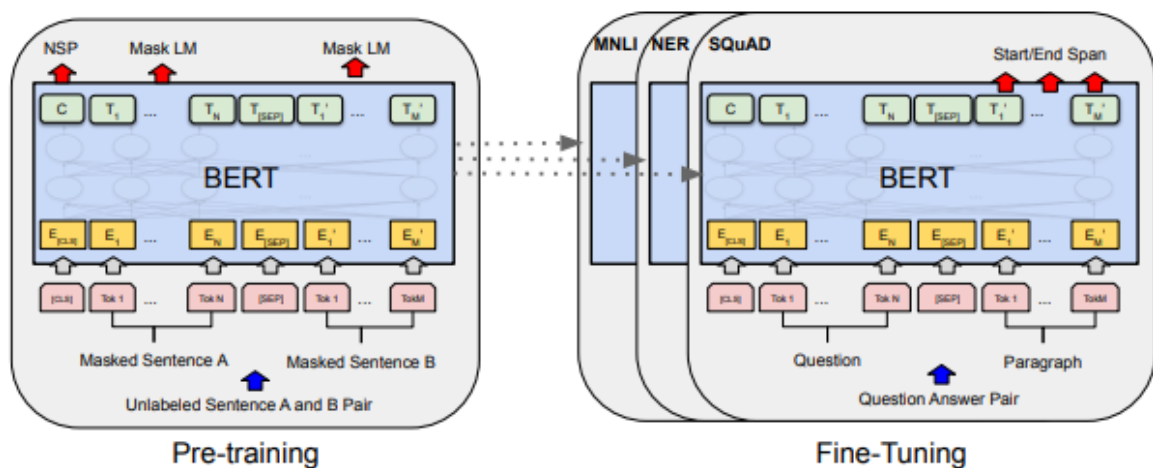 NSP Mask LM Mask LM
C T1 ... TN T[SEP] T1' ... TM'
...
BERT
...
E[CLS] E1 ... EN E[SEP] E1' ... EM'
[CLS] Tok 1 ... Tok N [SEP] Tok 1 ... TokM
Masked Sentence A Masked Sentence B
Unlabeled Sentence A and B Pair
Pre-training
MNLI NER SQuAD
Start/End Span
C T1 ... TN T[SEP] T1' ... TM'
...
BERT
...
E[CLS] E1 ... EN E[SEP] E1' ... EM'
[CLS] Tok 1 ... Tok N [SEP] Tok 1 ... TokM
Question Paragraph
Question Answer Pair
Fine-Tuning